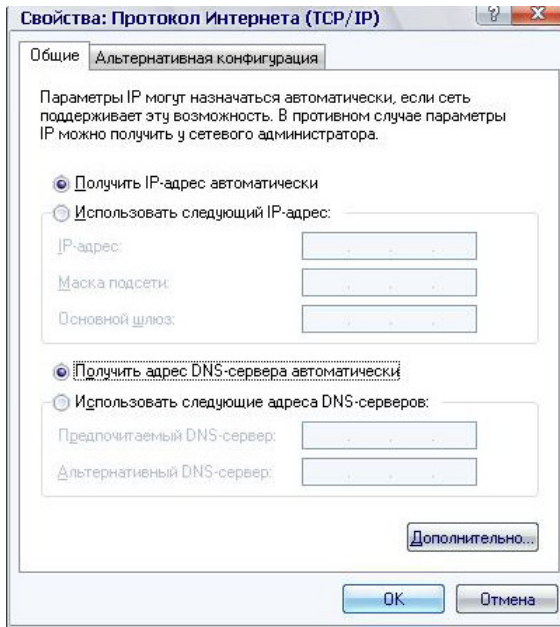 Свойства: Протокол Интернета (TCP/IP)
Общие
Альтернативная конфигурация
Параметры IP могут назначаться автоматически, если сеть
поддерживает эту возможность. В противном случае параметры
IP можно получить у сетевого администратора.
Получить IP-адрес автоматически
Использовать следующий IP-адрес:
IP-адрес:
Маска подсети:
Основной шлюз:
Получить адрес DNS-сервера автоматически
Использовать следующие адреса DNS-серверов:
Предпочитаемый DNS-сервер:
Альтернативный DNS-сервер:
Дополнительно...
OK
Отмена